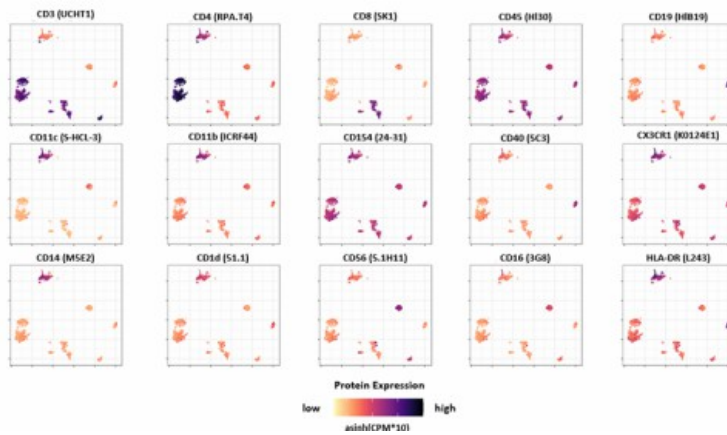 CD3 (UCHT1)
CD4 (RPA.T4)
CD8 (SK1)
CD45 (HI30)
CD19 (HIB19)
CD11c (S-HCL-3)
CD11b (ICRF44)
CD154 (24-31)
CD40 (5C3)
CX3CR1 (K0124E1)
CD14 (M5E2)
CD1d (51.1)
CD56 (5.1H11)
CD16 (3G8)
HLA-DR (L243)
Protein Expression
low
high
asinh(CPM*10)